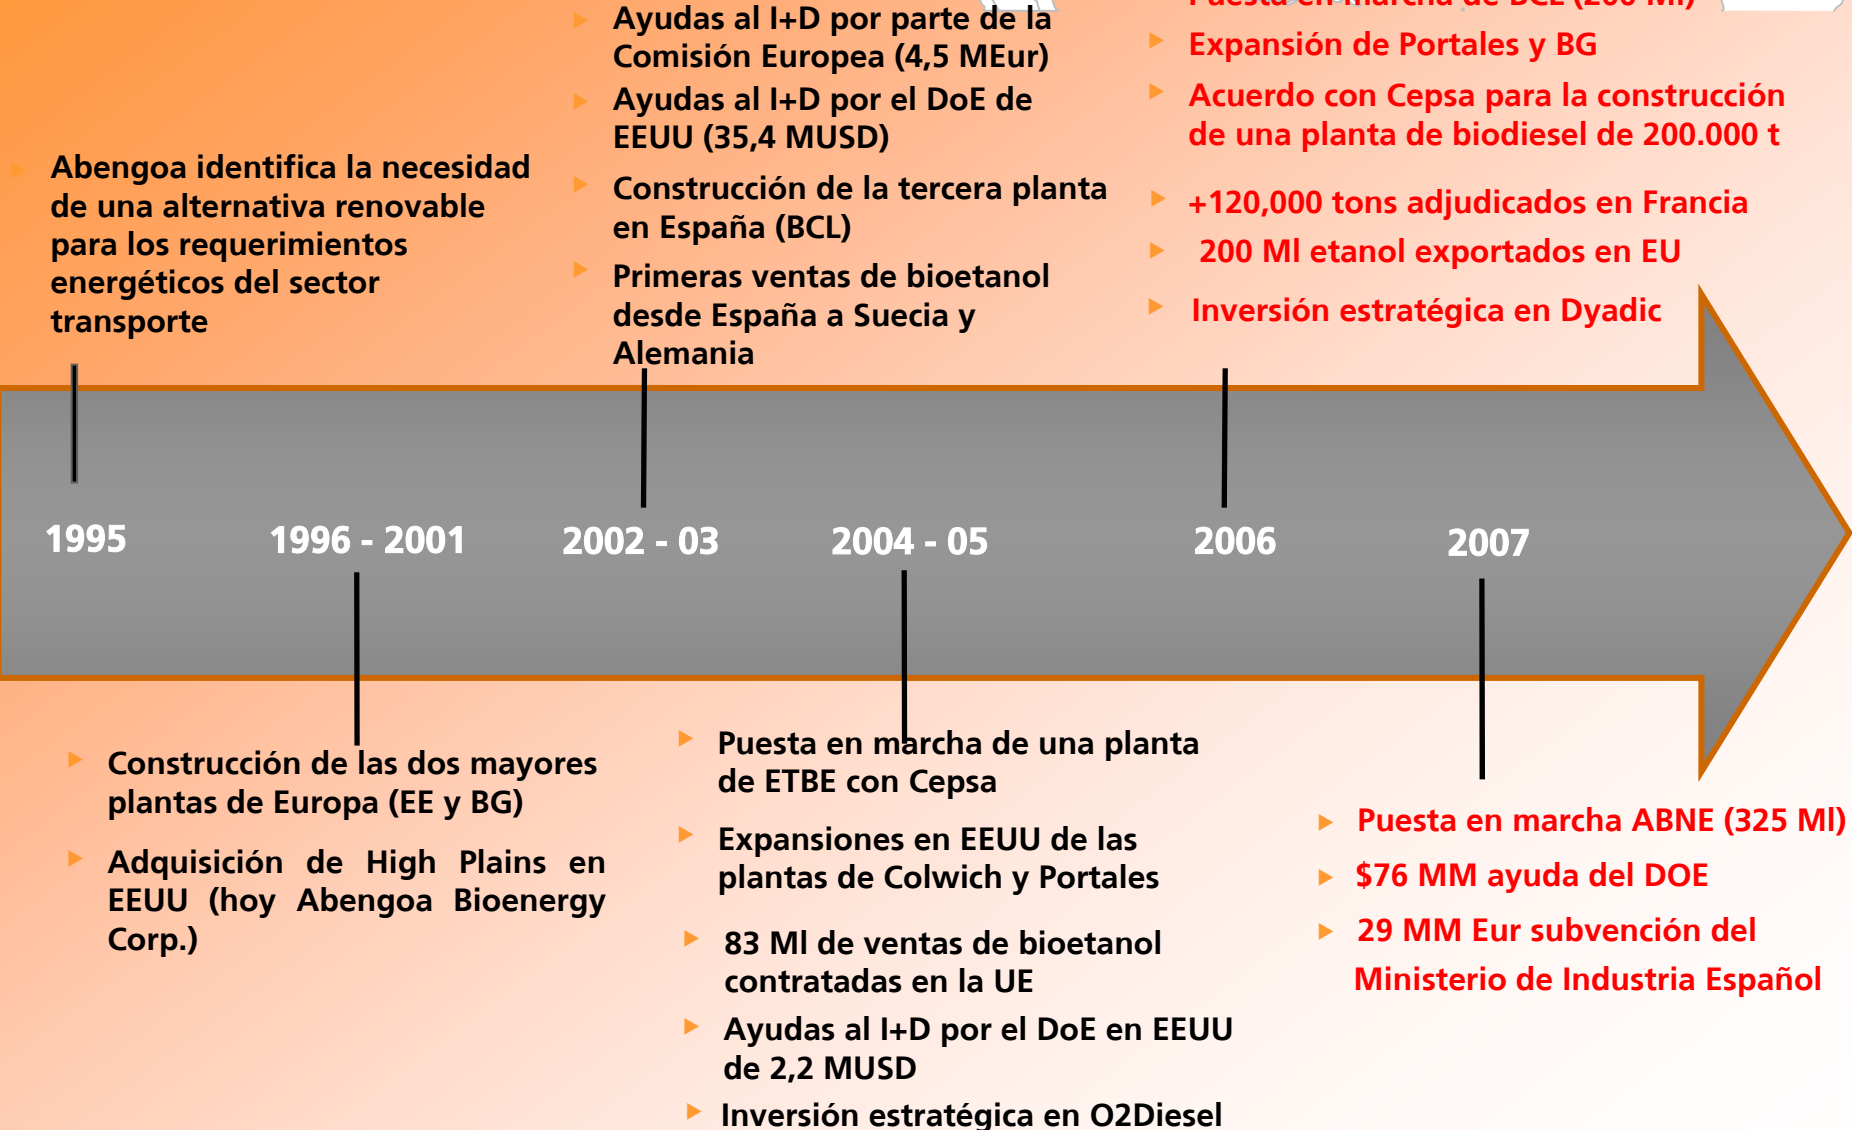 Ayudas al I+D por parte de la
Comisión Europea (4,5 MEur)
Ayudas al I+D por el DoE de
EEUU (35,4 MUSD)
Construcción de la tercera planta
en España (BCL)
Primeras ventas de bioetanol
desde España a Suecia y
Alemania
Puesta en marcha de BCL (200 Ml)
Expansión de Portales y BG
Acuerdo con Cepsa para la construcción
de una planta de biodiesel de 200.000 t
+120,000 tons adjudicados en Francia
200 Ml etanol exportados en EU
Inversión estratégica en Dyadic
Abengoa identifica la necesidad
de una alternativa renovable
para los requerimientos
energéticos del sector
transporte
1995
1996 - 2001
2002 - 03
2004 - 05
2006
2007
Construcción de las dos mayores
plantas de Europa (EE y BG)
Adquisición de High Plains en
EEUU (hoy Abengoa Bioenergy
Corp.)
Puesta en marcha de una planta
de ETBE con Cepsa
Expansiones en EEUU de las
plantas de Colwich y Portales
83 Ml de ventas de bioetanol
contratadas en la UE
Ayudas al I+D por el DoE en EEUU
de 2,2 MUSD
Inversión estratégica en O2Diesel
Puesta en marcha ABNE (325 Ml)
$76 MM ayuda del DOE
29 MM Eur subvención del
Ministerio de Industria Español